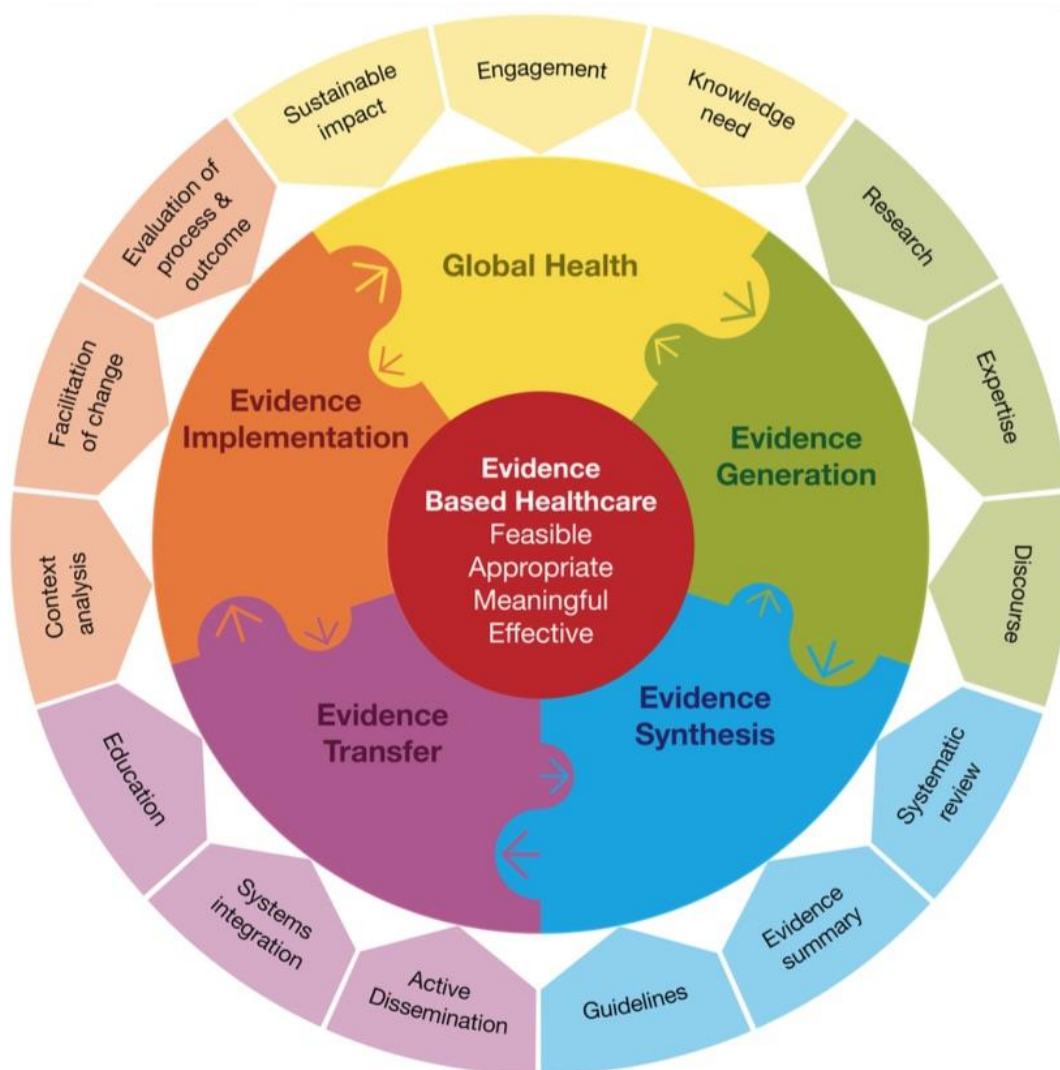 Engagement
Knowledge
need
Research
Expertise
Discourse
Systematic
review
Evidence
summary
Guidelines
Active
Dissemination
Systems
integration
Education
Context
analysis
Facilitation
of change
Evaluation of
process &
outcome
Sustainable
impact
Global Health
Evidence
Generation
Evidence
Synthesis
Evidence
Transfer
Evidence
Implementation
Evidence
Based Healthcare
Feasible
Appropriate
Meaningful
Effective